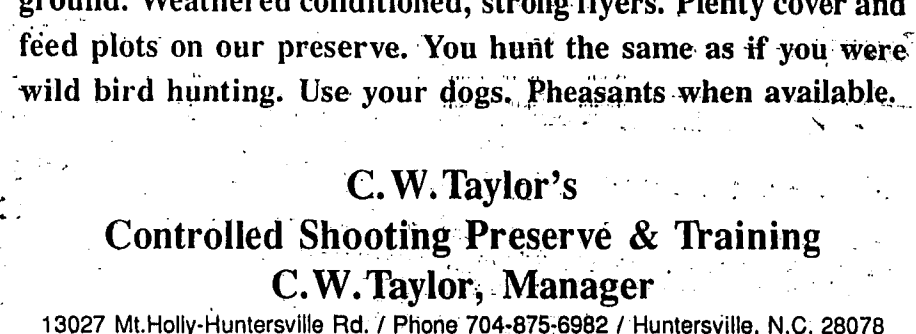 ground. Weathered conditioned, strong flyers. Plenty cover and
feed plots on our preserve. You hunt the same as if you were
wild bird hunting. Use your dogs. Pheasants when available.
C.W.Taylor's
Controlled Shooting Preserve & Training
C.W.Taylor, Manager
13027 Mt.Holly-Huntersville Rd. / Phone 704-875-6982 / Huntersville, N.C. 28078